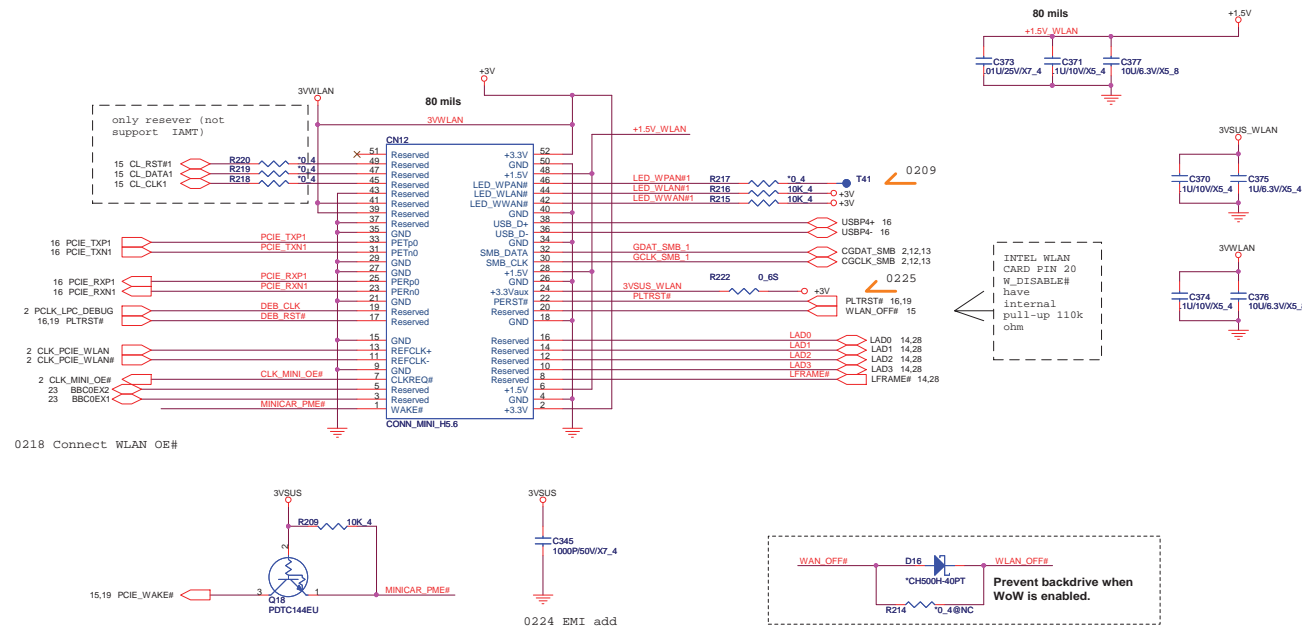 80 mils
+1.5V
+1.5V_WLAN
C373
.01U/25V/X7_4
C371
.1U/10V/X5_4
C377
10U/6.3V/X5_8
+3V
3VWLAN
80 mils
3VWLAN
only resever (not
support IAMT)
+1.5V_WLAN
3VSUS_WLAN
C370
.1U/10V/X5_4
C375
1U/6.3V/X5_4
3VWLAN
C374
.1U/10V/X5_4
C376
10U/6.3V/X5_8
CN12
51 Reserved +3.3V 52
15 CL_RST#1 R220 *0_4 49 Reserved GND 50
15 CL_DATA1 R219 *0_4 47 Reserved +1.5V 48
15 CL_CLK1 R218 *0_4 45 Reserved LED_WPAN# 46 LED_WPAN#1 R217 *0_4 T41 0209
43 Reserved LED_WLAN# 44 LED_WLAN#1 R216 10K_4 +3V
41 Reserved LED_WWAN# 42 LED_WWAN#1 R215 10K_4 +3V
39 Reserved GND 40
37 Reserved USB_D+ 38 USBP4+ 16
35 GND USB_D- 36 USBP4- 16
16 PCIE_TXP1 PCIE_TXP1 33 PETp0 GND 34
16 PCIE_TXN1 PCIE_TXN1 31 PETn0 SMB_DATA 32 GDAT_SMB_1 CGDAT_SMB 2,12,13
29 GND SMB_CLK 30 GCLK_SMB_1 CGCLK_SMB 2,12,13
27 GND +1.5V 28
16 PCIE_RXP1 PCIE_RXP1 25 PERp0 GND 26
16 PCIE_RXN1 PCIE_RXN1 23 PERn0 +3.3Vaux 24 3VSUS_WLAN R222 0_6S +3V 0225
21 GND PERST# 22 PLTRST# PLTRST# 16,19
2 PCLK_LPC_DEBUG DEB_CLK 19 Reserved Reserved 20 WLAN_OFF# 15
16,19 PLTRST# DEB_RST# 17 Reserved GND 18
15 GND Reserved 16 LAD0 LAD0 14,28
2 CLK_PCIE_WLAN 13 REFCLK+ Reserved 14 LAD1 LAD1 14,28
2 CLK_PCIE_WLAN# 11 REFCLK- Reserved 12 LAD2 LAD2 14,28
9 GND Reserved 10 LAD3 LAD3 14,28
2 CLK_MINI_OE# CLK_MINI_OE# 7 CLKREQ# Reserved 8 LFRAME# LFRAME# 14,28
23 BBC0EX2 5 Reserved +1.5V 6
23 BBC0EX1 3 Reserved GND 4
MINICAR_PME# 1 WAKE# +3.3V 2
CONN_MINI_H5.6
INTEL WLAN
CARD PIN 20
W_DISABLE#
have
internal
pull-up 110k
ohm
0218 Connect WLAN OE#
3VSUS
R209 10K_4
2
15,19 PCIE_WAKE# 3 1 MINICAR_PME#
Q18
PDTC144EU
3VSUS
C345
1000P/50V/X7_4
0224 EMI add
WAN_OFF# D16 WLAN_OFF#
*CH500H-40PT
R214 *0_4@NC
Prevent backdrive when
WoW is enabled.